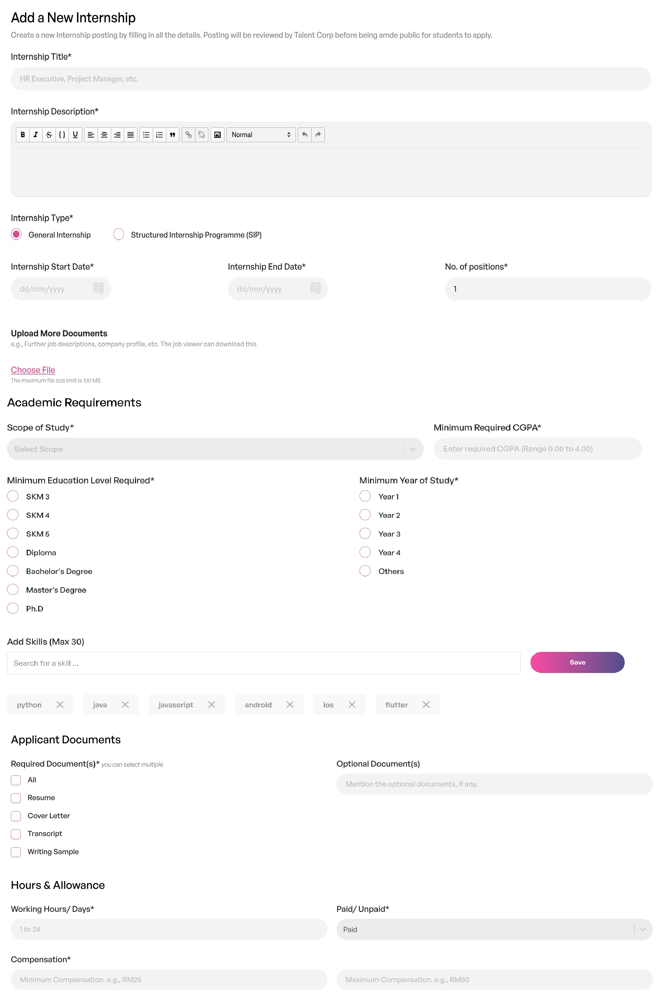 Add a New Internship
Create a new Internship posting by filling in all the details. Posting will be reviewed by Talent Corp before being amde public for students to apply.
Internship Title*
HR Executive, Project Manager, etc.
Internship Description*
B I S {} U Normal
Internship Type*
General Internship Structured Internship Programme (SIP)
Internship Start Date* Internship End Date* No. of positions*
dd/mm/yyyy dd/mm/yyyy 1
Upload More Documents
e.g., Further job descriptions, company profile, etc. The job viewer can download this
Choose File
The maximum file size limit is 100 MB
Academic Requirements
Scope of Study* Minimum Required CGPA*
Select Scope Enter required CGPA (Range 0.00 to 4.00)
Minimum Education Level Required* Minimum Year of Study*
SKM 3 Year 1
SKM 4 Year 2
SKM 5 Year 3
Diploma Year 4
Bachelor's Degree Others
Master’s Degree
Ph.D
Add Skills (Max 30)
Search for a skill ... Save
python java javascript android ios flutter
Applicant Documents
Required Document(s)* you can select multiple Optional Document(s)
All Mention the optional documents, if any.
Resume
Cover Letter
Transcript
Writing Sample
Hours & Allowance
Working Hours/ Days* Paid/ Unpaid*
1 to 24 Paid
Compensation*
Minimum Compensation. e.g., RM25 Maximum Compensation. e.g., RM50